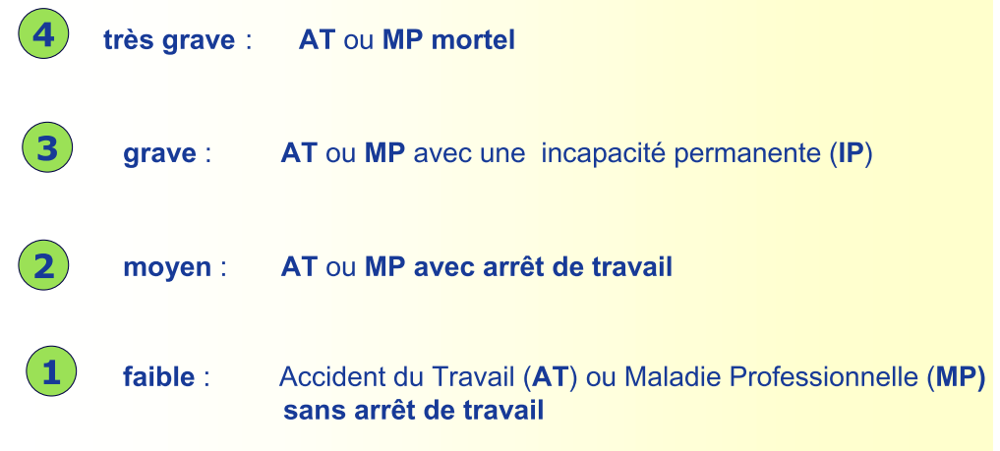 4 très grave : AT ou MP mortel
3 grave : AT ou MP avec une incapacité permanente (IP)
2 moyen : AT ou MP avec arrêt de travail
1 faible : Accident du Travail (AT) ou Maladie Professionnelle (MP)
sans arrêt de travail